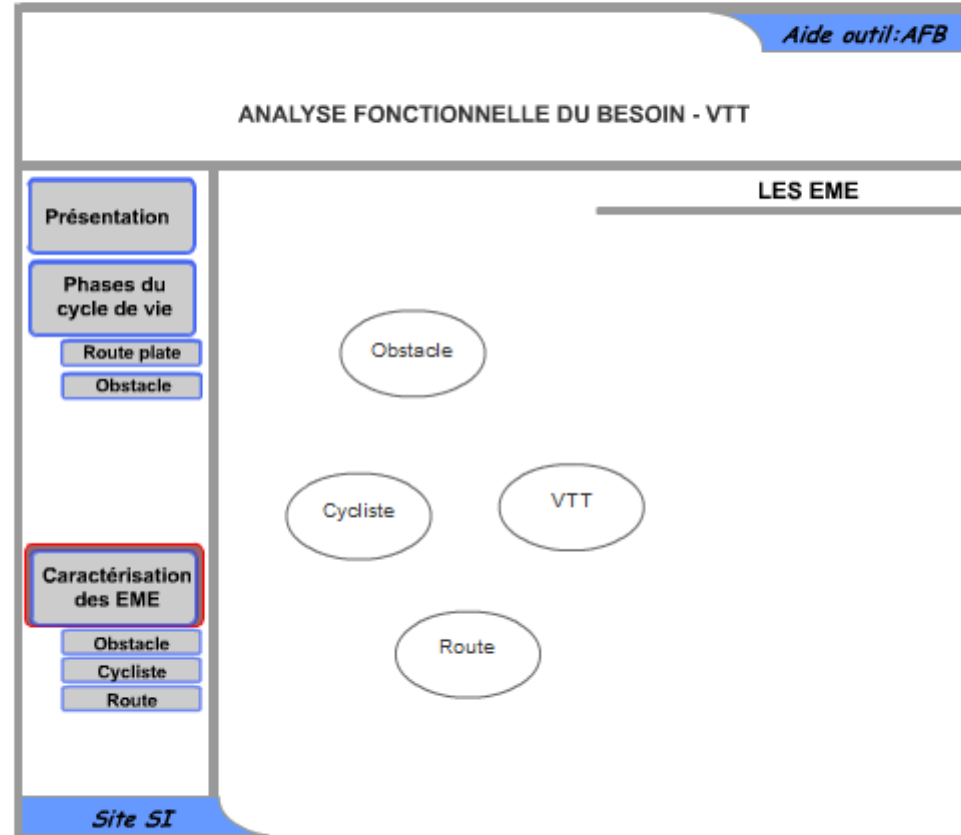 Aide outil:AFB
ANALYSE FONCTIONNELLE DU BESOIN - VTT
Présentation
Phases du
cycle de vie
Route plate
Obstacle
Caractérisation
des EME
Obstacle
Cycliste
Route
Site SI
LES EME
Obstacle
Cycliste
VTT
Route